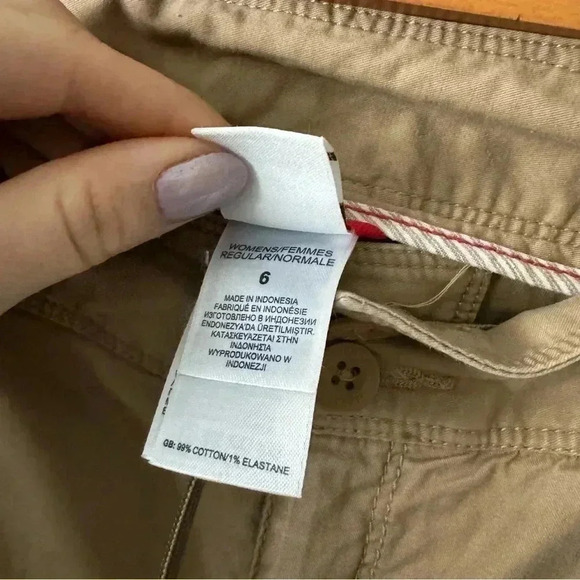 WOMENS/FEMMES
REGULAR/NORMALE
6
MADE IN INDONESIA
FABRIQUÉ EN INDONÉSIE
ИЗГОТОВЛЕНО В ИНДОНЕЗИИ
ENDONEZYA'DA ÜRETILMIŞTIR.
ΚΑΤΑΣΚΕΥΑΖΕΤΑΙ ΣΤΗΝ
ΙΝΔΟΝΗΣΙΑ
WYPRODUKOWANO W
INDONEZJI
GB: 99% COTTON/1% ELASTANE